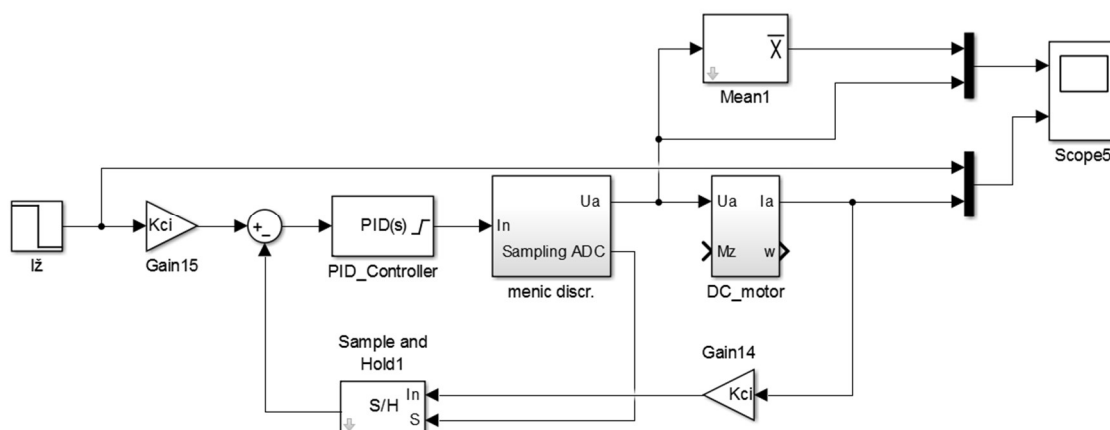 X
Mean1
Scope5
Iž
Kci
Gain15
+
−
PID(s)
PID_Controller
In
Ua
Sampling ADC
menic discr.
Ua
Ia
Mz
w
DC_motor
Sample and
Hold1
S/H
In
S
Gain14
Kci